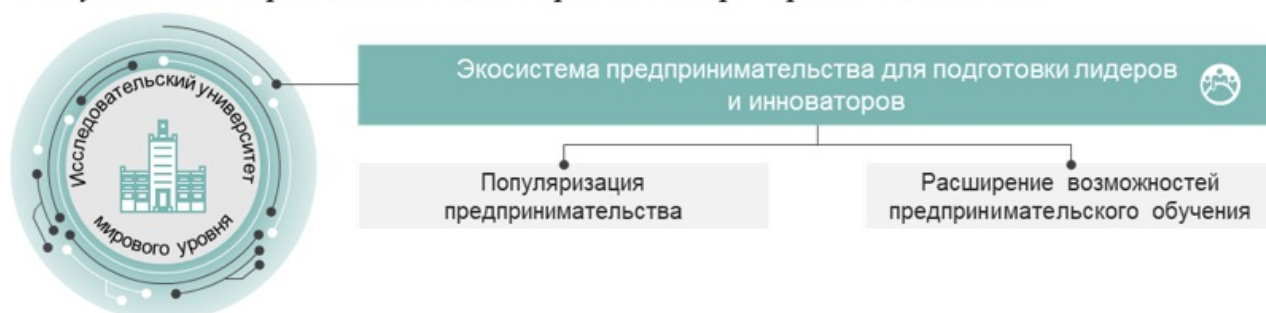 Исследовательский университет
мирового уровня
Экосистема предпринимательства для подготовки лидеров
и инноваторов
Популяризация
предпринимательства
Расширение возможностей
предпринимательского обучения